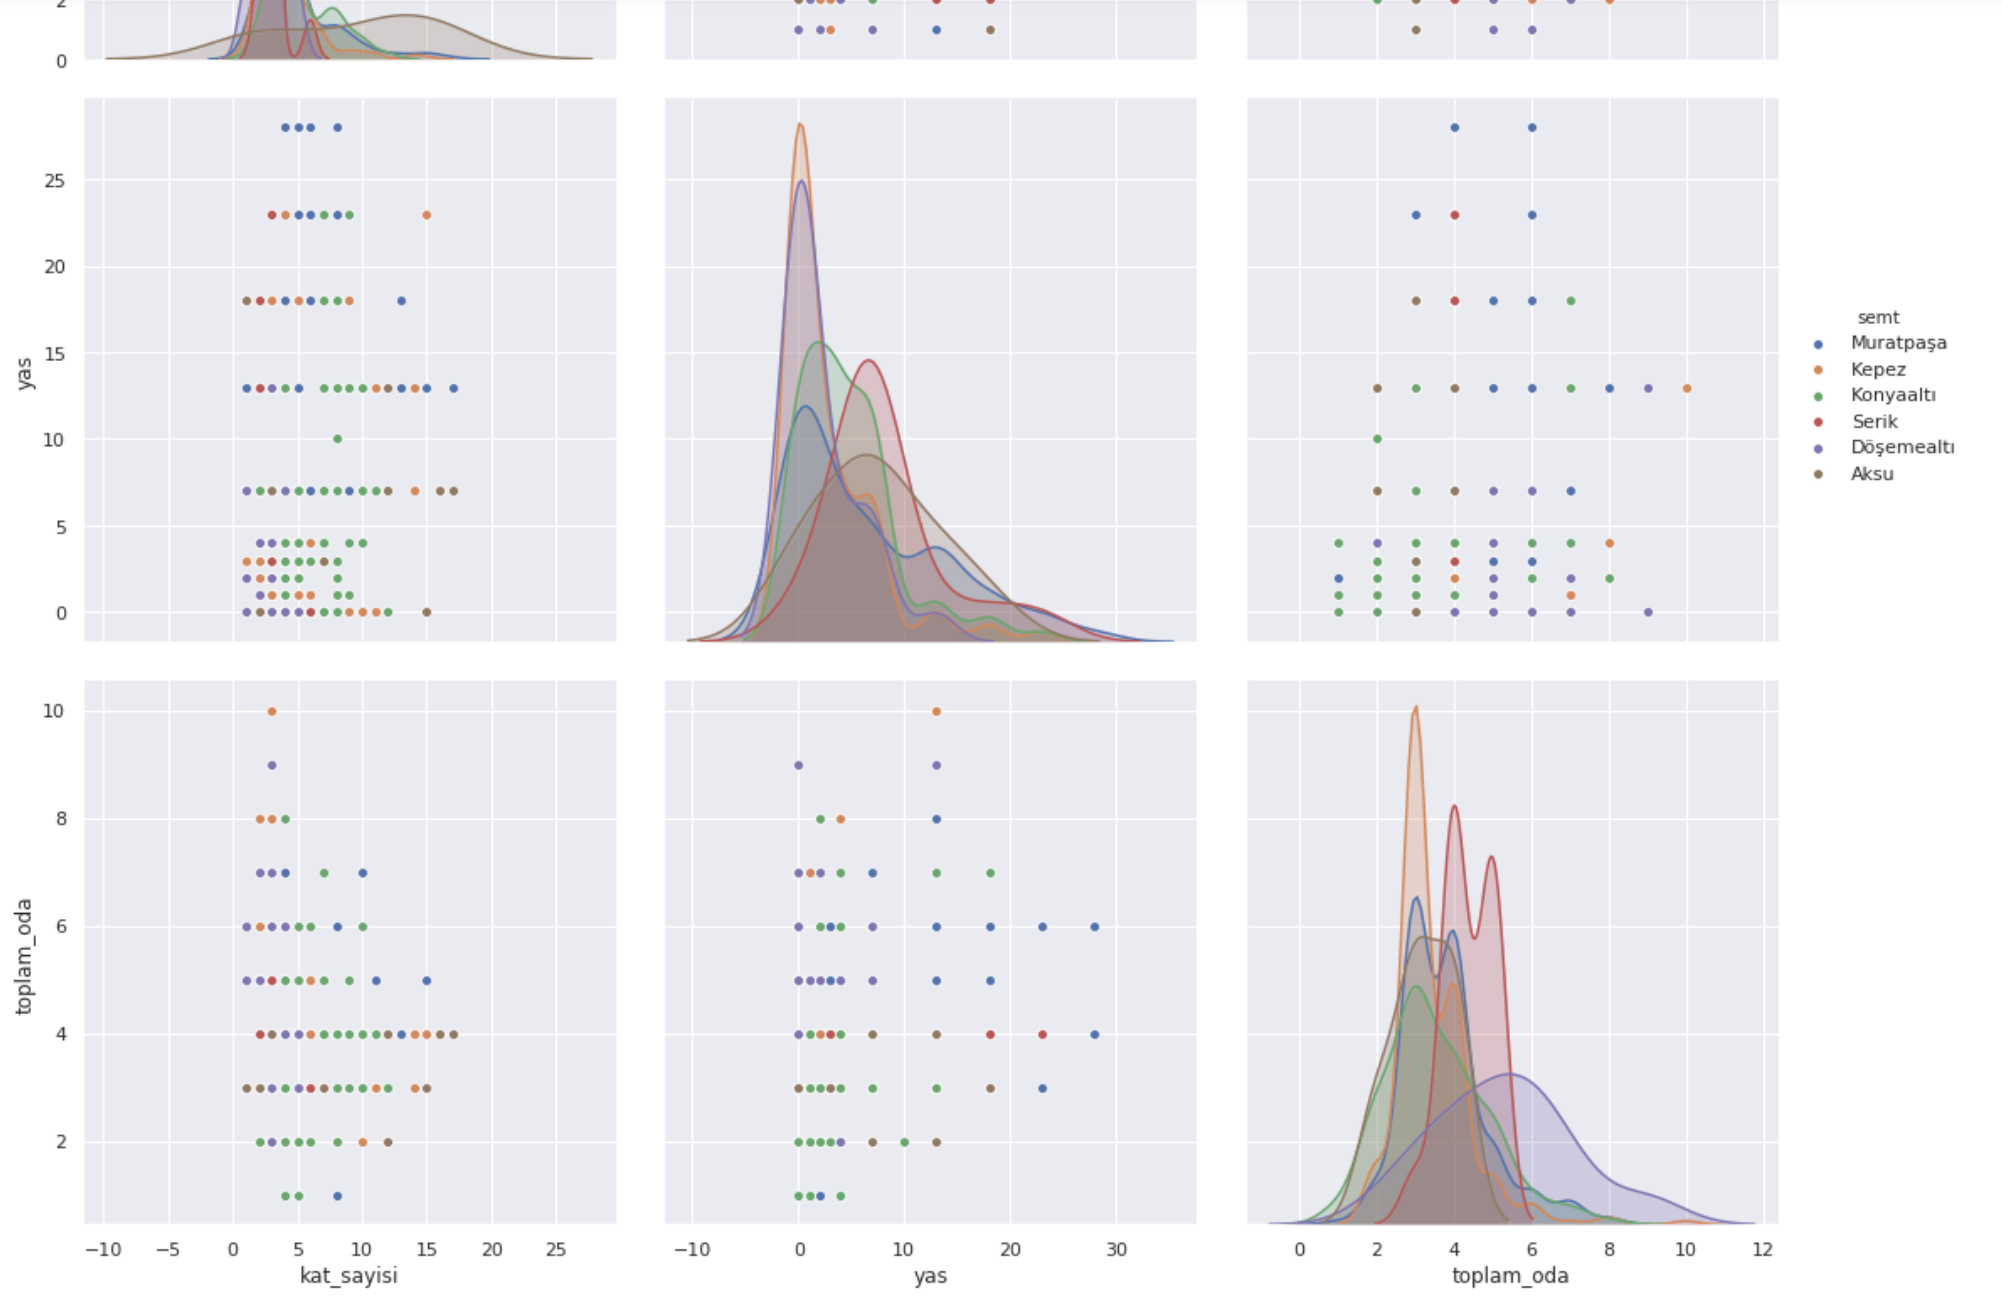 2
0
25
20
15
10
5
0
yas
semt
Muratpaşa
Kepez
Konyaaltı
Serik
Döşemealtı
Aksu
10
8
6
4
2
toplam_oda
−10 −5 0 5 10 15 20 25
kat_sayisi
−10 0 10 20 30
yas
0 2 4 6 8 10 12
toplam_oda